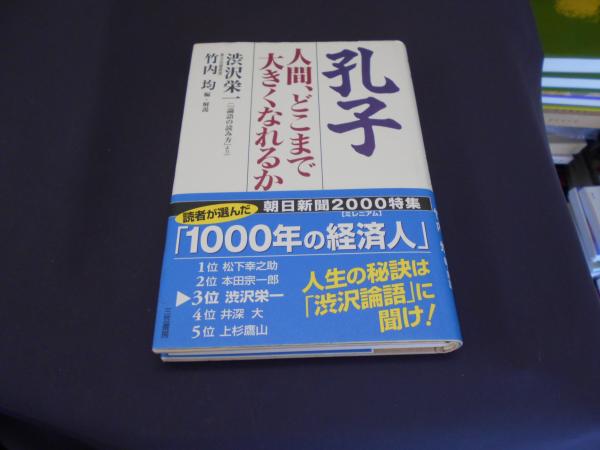 孔子
人間、どこまで
大きくなれるか
渋沢栄一
(「論語の読み方」より)
竹内 均
編・解説
朝日新聞2000特集
[ミレニアム]
読者が選んだ
「1000年の経済人」
1位 松下幸之助
2位 本田宗一郎
▶3位 渋沢栄一
4位 井深 大
5位 上杉鷹山
人生の秘訣は
「渋沢論語」に
聞け!
三笠書房